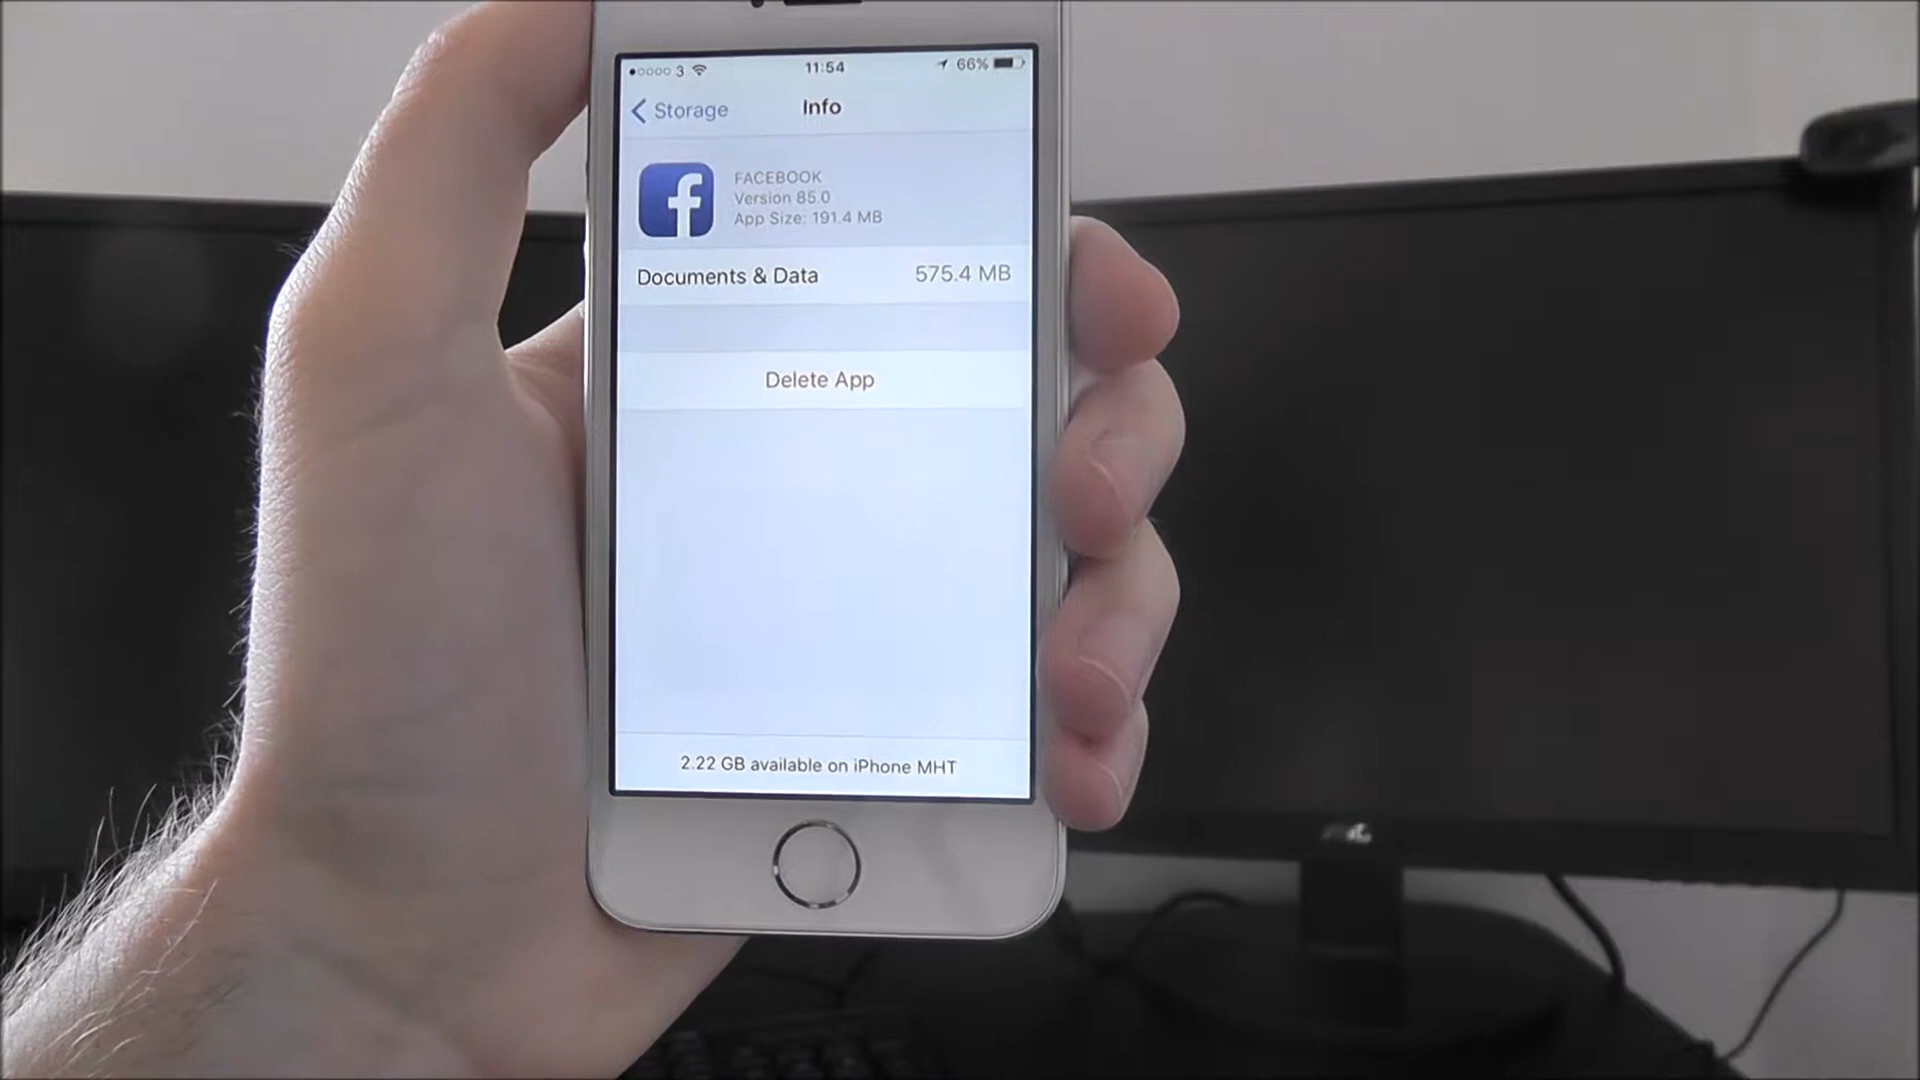 3 11:54 66%
Storage Info
FACEBOOK
Version 85.0
App Size: 191.4 MB
Documents & Data 575.4 MB
Delete App
2.22 GB available on iPhone MHT